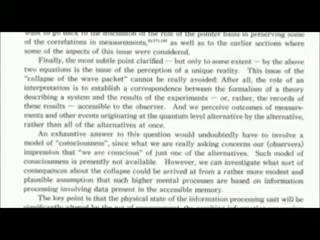 want to go back to the discussion of the role of the pointer basis in preserving some
of the correlations in measurements, as well as to the earlier sections where
some of the aspects of this issue were considered.
Finally, the most subtle point clarified — but only to some extent — by the above
two equations is the issue of the perception of a unique reality. This issue of the
"collapse of the wave packet" cannot be really avoided: After all, the role of an
interpretation is to establish a correspondence between the formalism of a theory
describing a system and the results of the experiments — or, rather, the records of
these results — accessible to the observer. And we perceive outcomes of measure-
ments and other events originating at the quantum level alternative by alternative,
rather than all of the alternatives at once.
An exhaustive answer to this question would undoubtedly have to involve a
model of "consciousness", since what we are really asking concerns our (observers)
impression that "we are conscious" of just one of the alternatives. Such model of
consciousness is presently not available. However, we can investigate what sort of
consequences about the collapse could be arrived at from a rather more modest and
plausible assumption that such higher mental processes are based on information
processing involving data present in the accessible memory.
The key point is that the physical state of the information processing unit will be